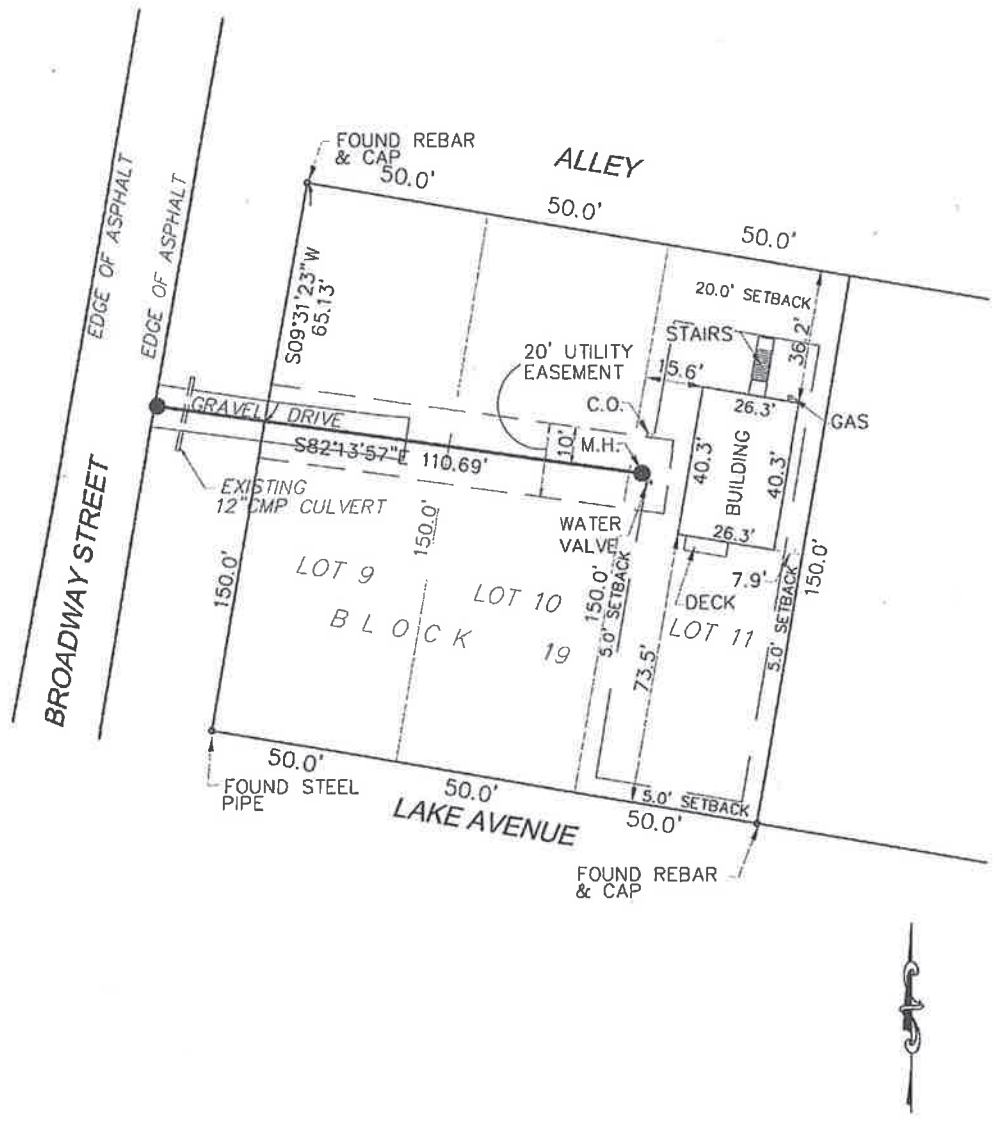 FOUND REBAR
& CAP
50.0'
ALLEY
50.0'
50.0'
EDGE OF ASPHALT
EDGE OF ASPHALT
S09°31'23"W
65.13'
20.0' SETBACK
36.2'
STAIRS
20' UTILITY
EASEMENT
15.6'
C.O.
26.3'
GAS
GRAVEL DRIVE
10'
M.H.
40.3'
BUILDING
40.3'
S82°13'57"E
110.69'
EXISTING
12"CMP CULVERT
WATER
VALVE
26.3'
150.0'
150.0'
LOT 9
LOT 10
150.0'
5.0' SETBACK
7.9'
DECK
LOT 11
150.0'
5.0' SETBACK
BROADWAY STREET
BLOCK
19
73.5'
50.0'
FOUND STEEL
PIPE
50.0'
5.0' SETBACK
50.0'
LAKE AVENUE
FOUND REBAR
& CAP